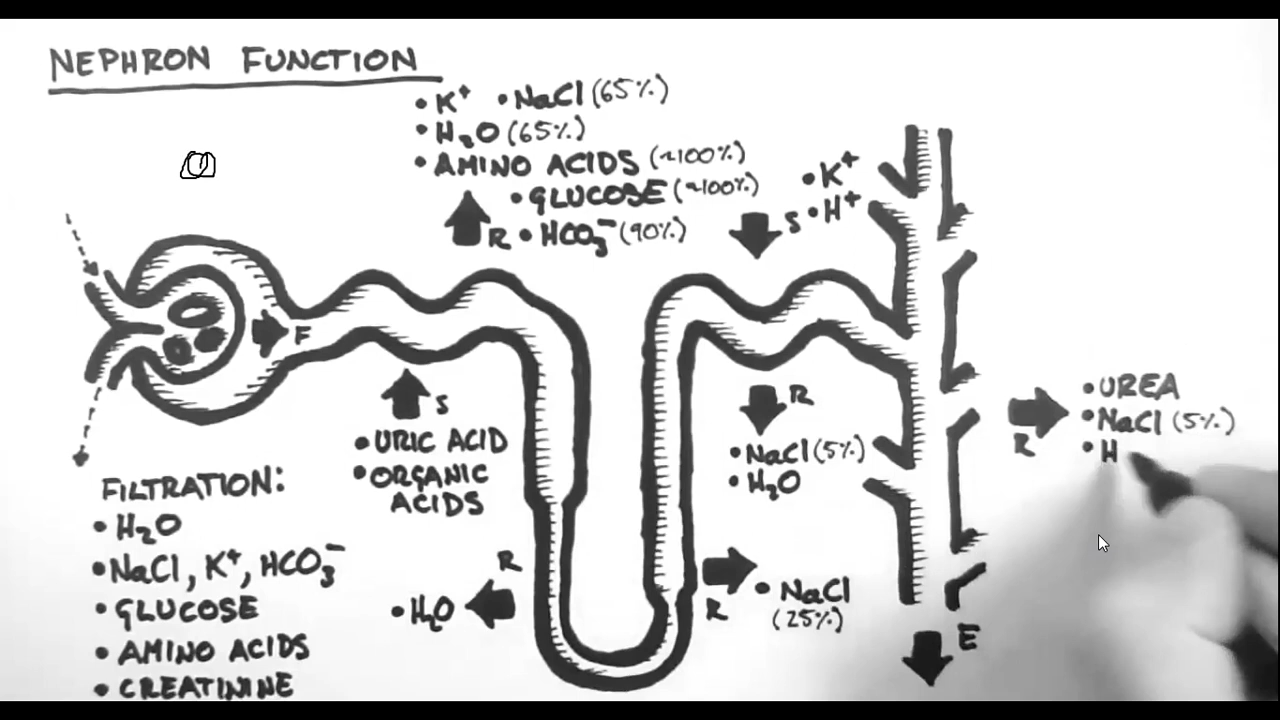 NEPHRON FUNCTION
• K⁺ • NaCl (65%)
• H₂O (65%)
• AMINO ACIDS (~100%)
• GLUCOSE (~100%)
R • HCO₃⁻ (90%)
• K⁺
S • H⁺
F
S
• URIC ACID
• ORGANIC
ACIDS
R
• NaCl (5%)
• H₂O
R
• UREA
• NaCl (5%)
• H
FILTRATION:
• H₂O
• NaCl, K⁺, HCO₃⁻
• GLUCOSE
• AMINO ACIDS
• CREATININE
R
• H₂O
R
• NaCl
(25%)
E